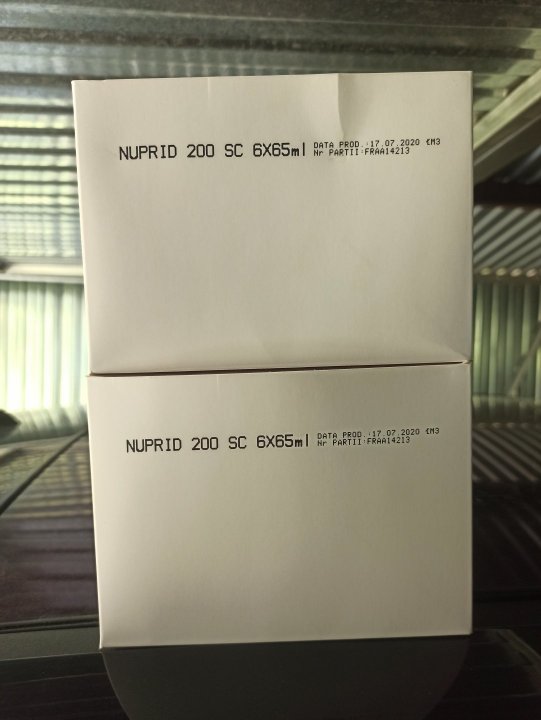 NUPRID 200 SC 6X65ml DATA PROD.:17.07.2020 €M3
Nr PARTII:FRAA14213
NUPRID 200 SC 6X65ml DATA PROD.:17.07.2020 €M3
Nr PARTII:FRAA14213